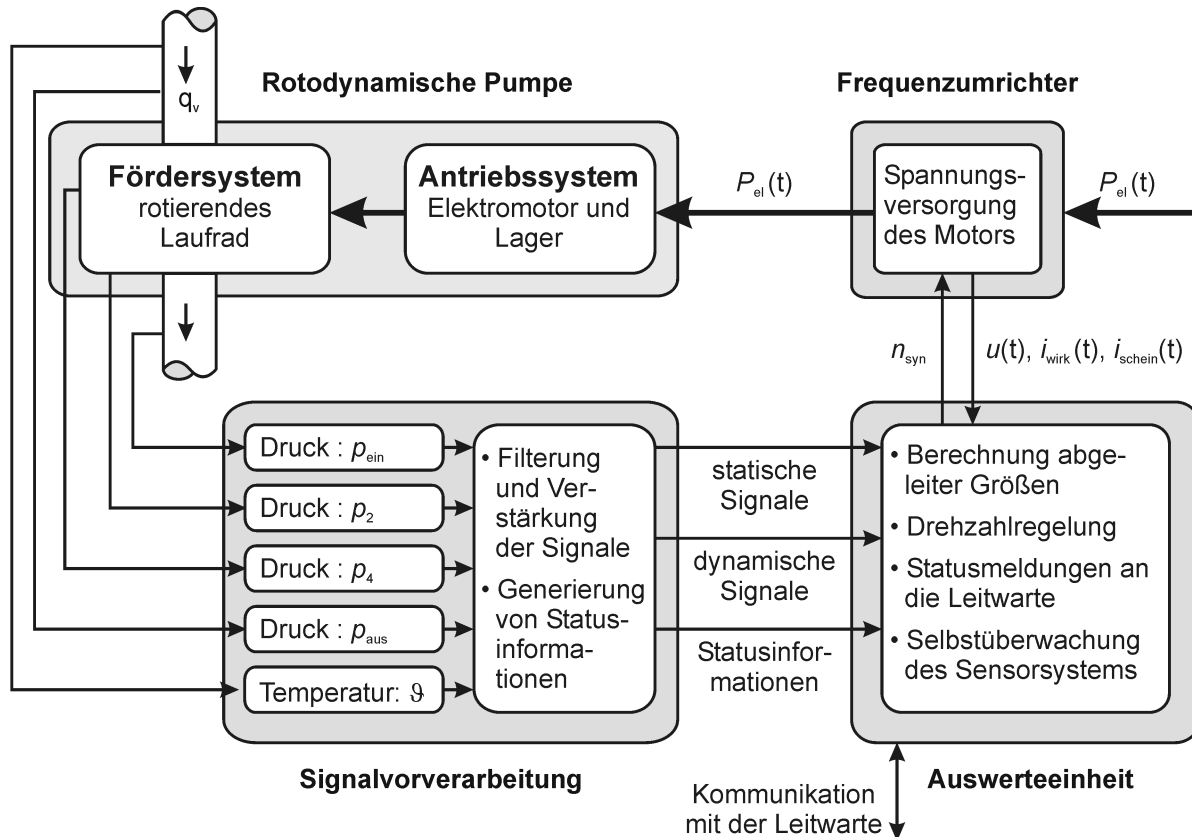 q_v
Rotodynamische Pumpe
Fördersystem
rotierendes
Laufrad
Antriebssystem
Elektromotor und
Lager
P_el (t)
Frequenzumrichter
Spannungs-
versorgung
des Motors
P_el (t)
n_syn
u(t), i_wirk (t), i_schein(t)
Druck : p_ein
Druck : p_2
Druck : p_4
Druck : p_aus
Temperatur: ϑ
• Filterung
und Ver-
stärkung
der Signale
• Generierung
von Status-
informa-
tionen
Signalvorverarbeitung
statische
Signale
dynamische
Signale
Statusinfor-
mationen
• Berechnung abge-
leiter Größen
• Drehzahlregelung
• Statusmeldungen an
die Leitwarte
• Selbstüberwachung
des Sensorsystems
Auswerteeinheit
Kommunikation
mit der Leitwarte